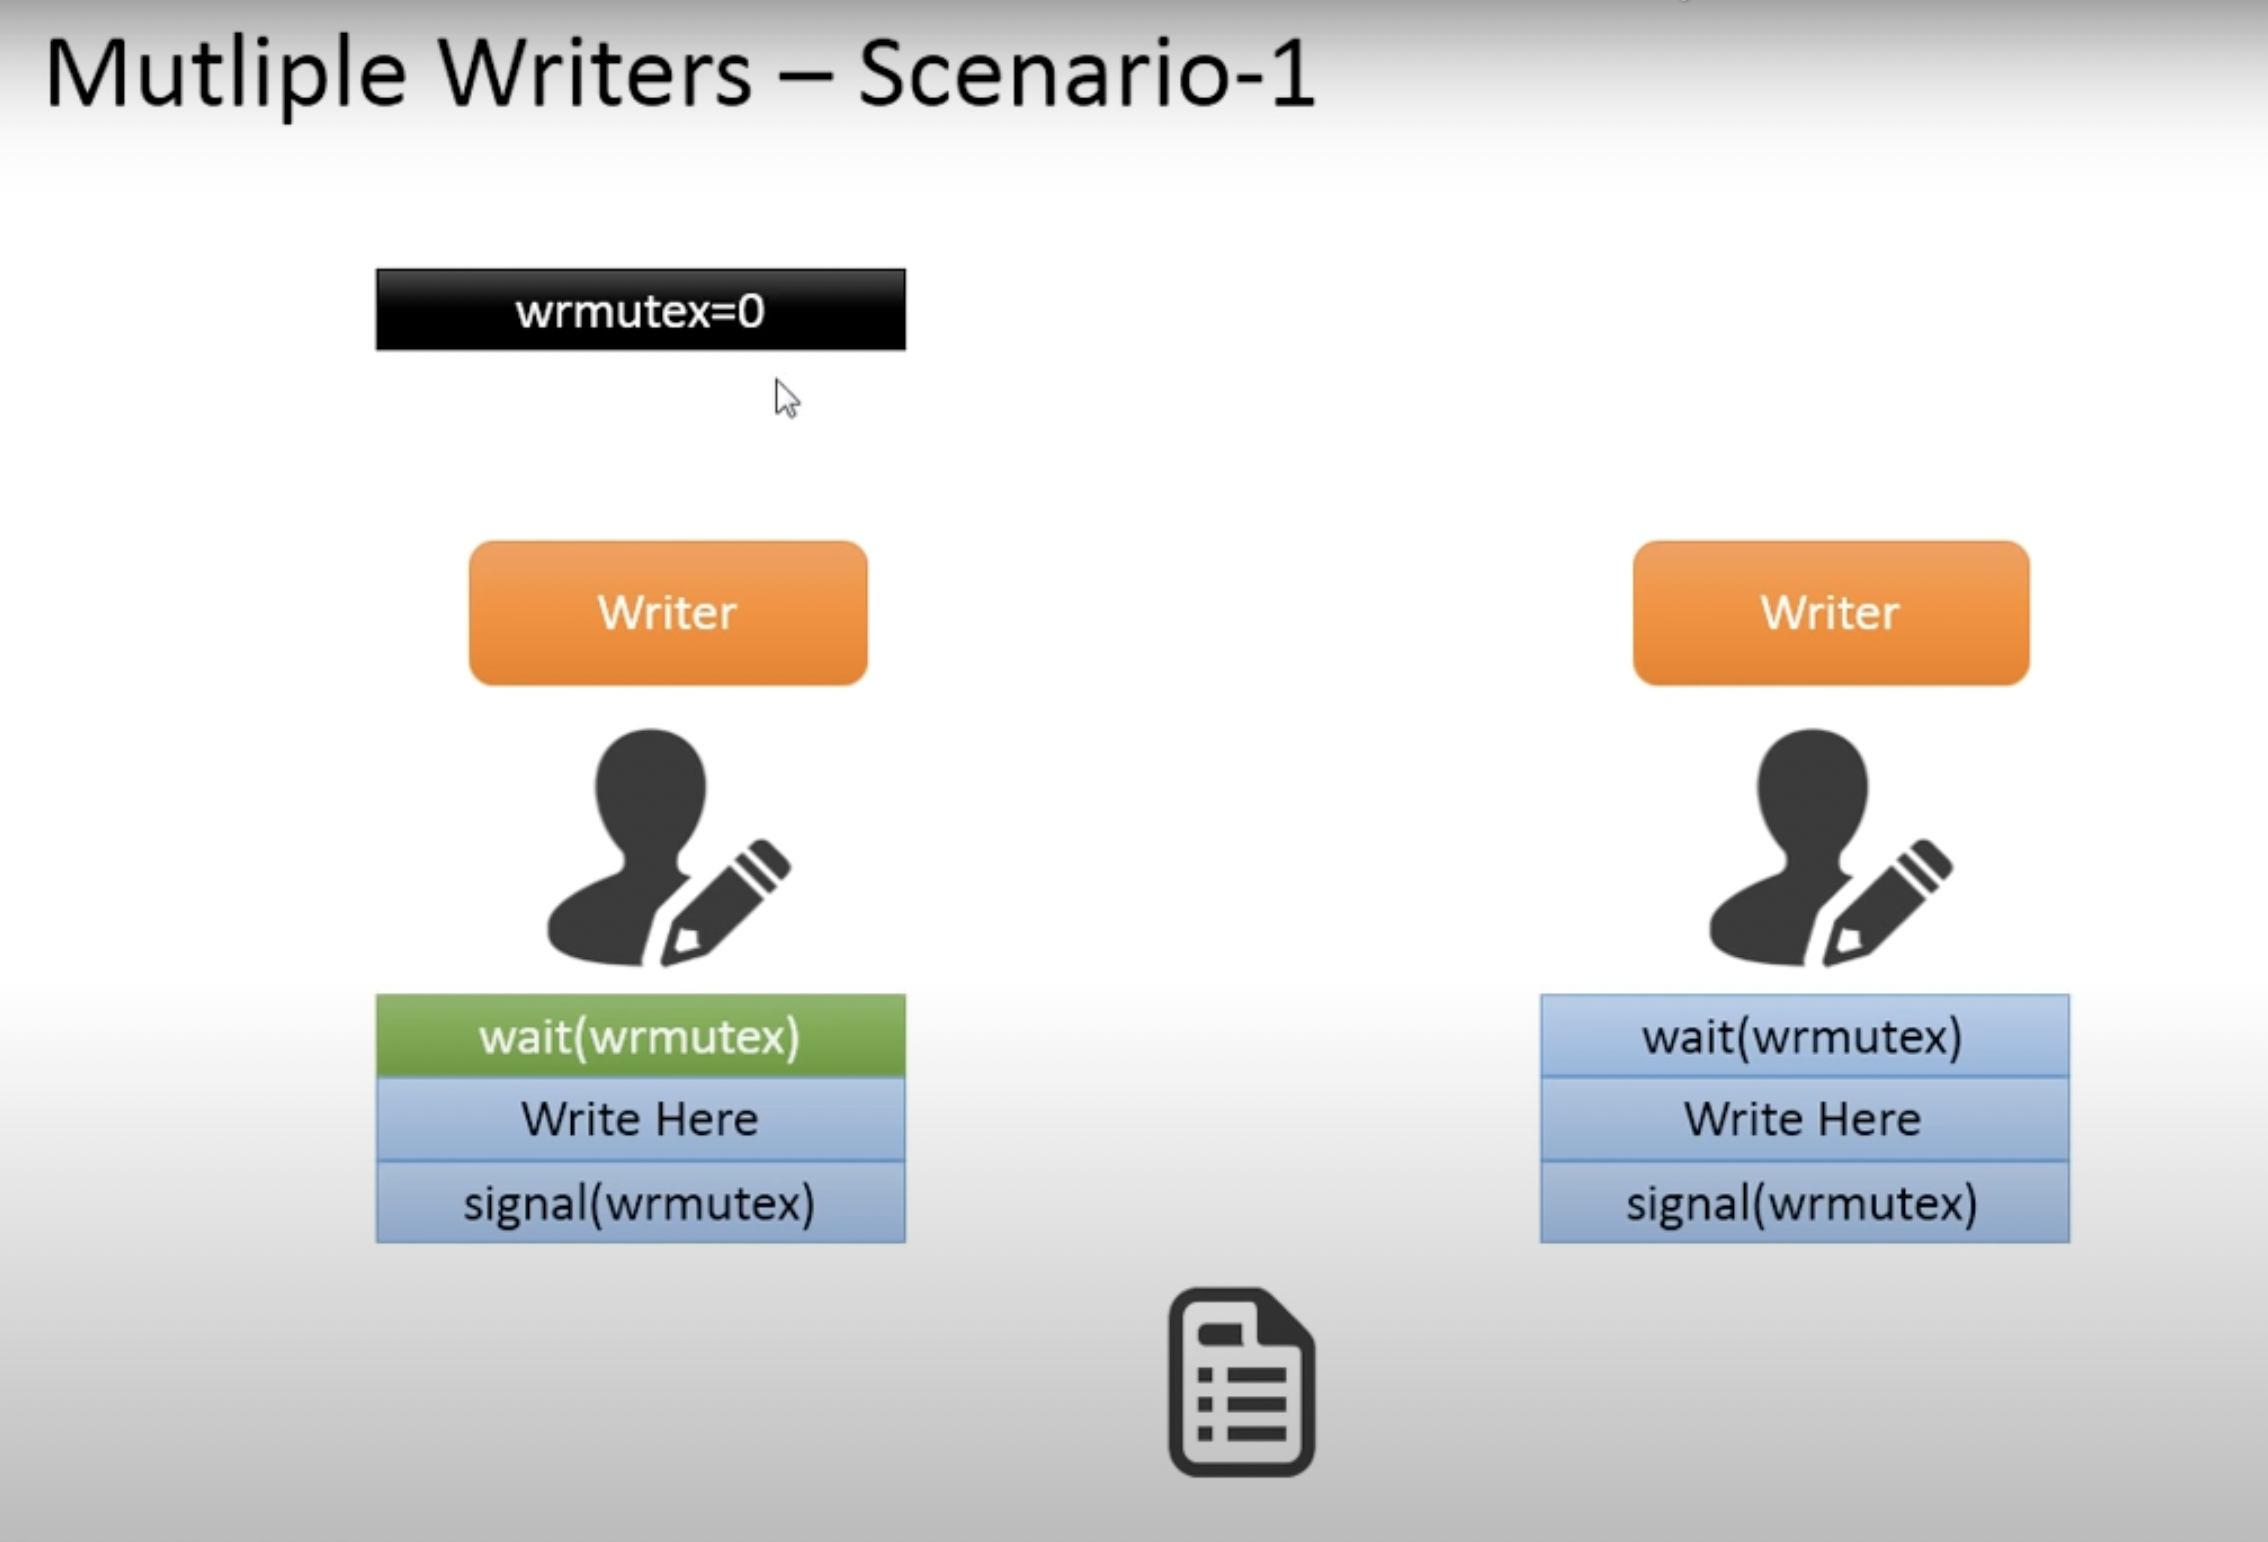 Mutliple Writers – Scenario-1
wrmutex=0
Writer
Writer
wait(wrmutex)
Write Here
signal(wrmutex)
wait(wrmutex)
Write Here
signal(wrmutex)